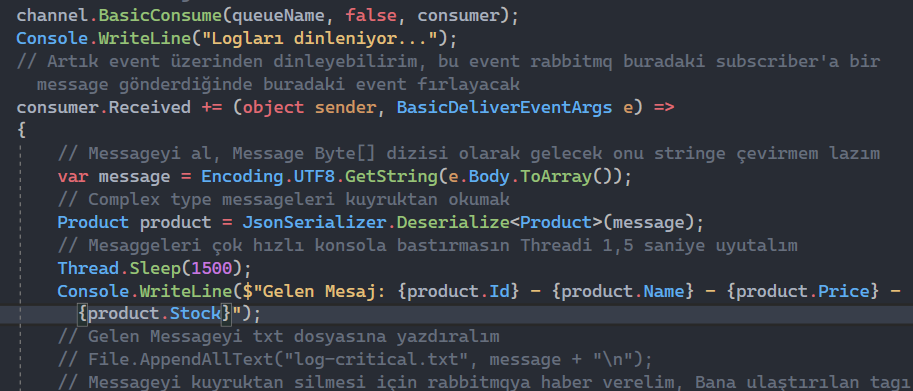 channel.BasicConsume(queueName, false, consumer);
Console.WriteLine("Logları dinleniyor...");
// Artık event üzerinden dinleyebilirim, bu event rabbitmq buradaki subscriber'a bir
message gönderdiğinde buradaki event fırlayacak
consumer.Received += (object sender, BasicDeliverEventArgs e) =>
{
// Messageyi al, Message Byte[] dizisi olarak gelecek onu stringe çevirmem lazım
var message = Encoding.UTF8.GetString(e.Body.ToArray());
// Complex type messageleri kuyruktan okumak
Product product = JsonSerializer.Deserialize<Product>(message);
// Mesaggeleri çok hızlı konsola bastırmasın Threadi 1,5 saniye uyutalım
Thread.Sleep(1500);
Console.WriteLine($"Gelen Mesaj: {product.Id} - {product.Name} - {product.Price} -
{product.Stock}");
// Gelen Messageyi txt dosyasına yazdıralım
// File.AppendAllText("log-critical.txt", message + "\n");
// Messageyi kuyruktan silmesi için rabbitmqya haber verelim, Bana ulaştırılan tagı